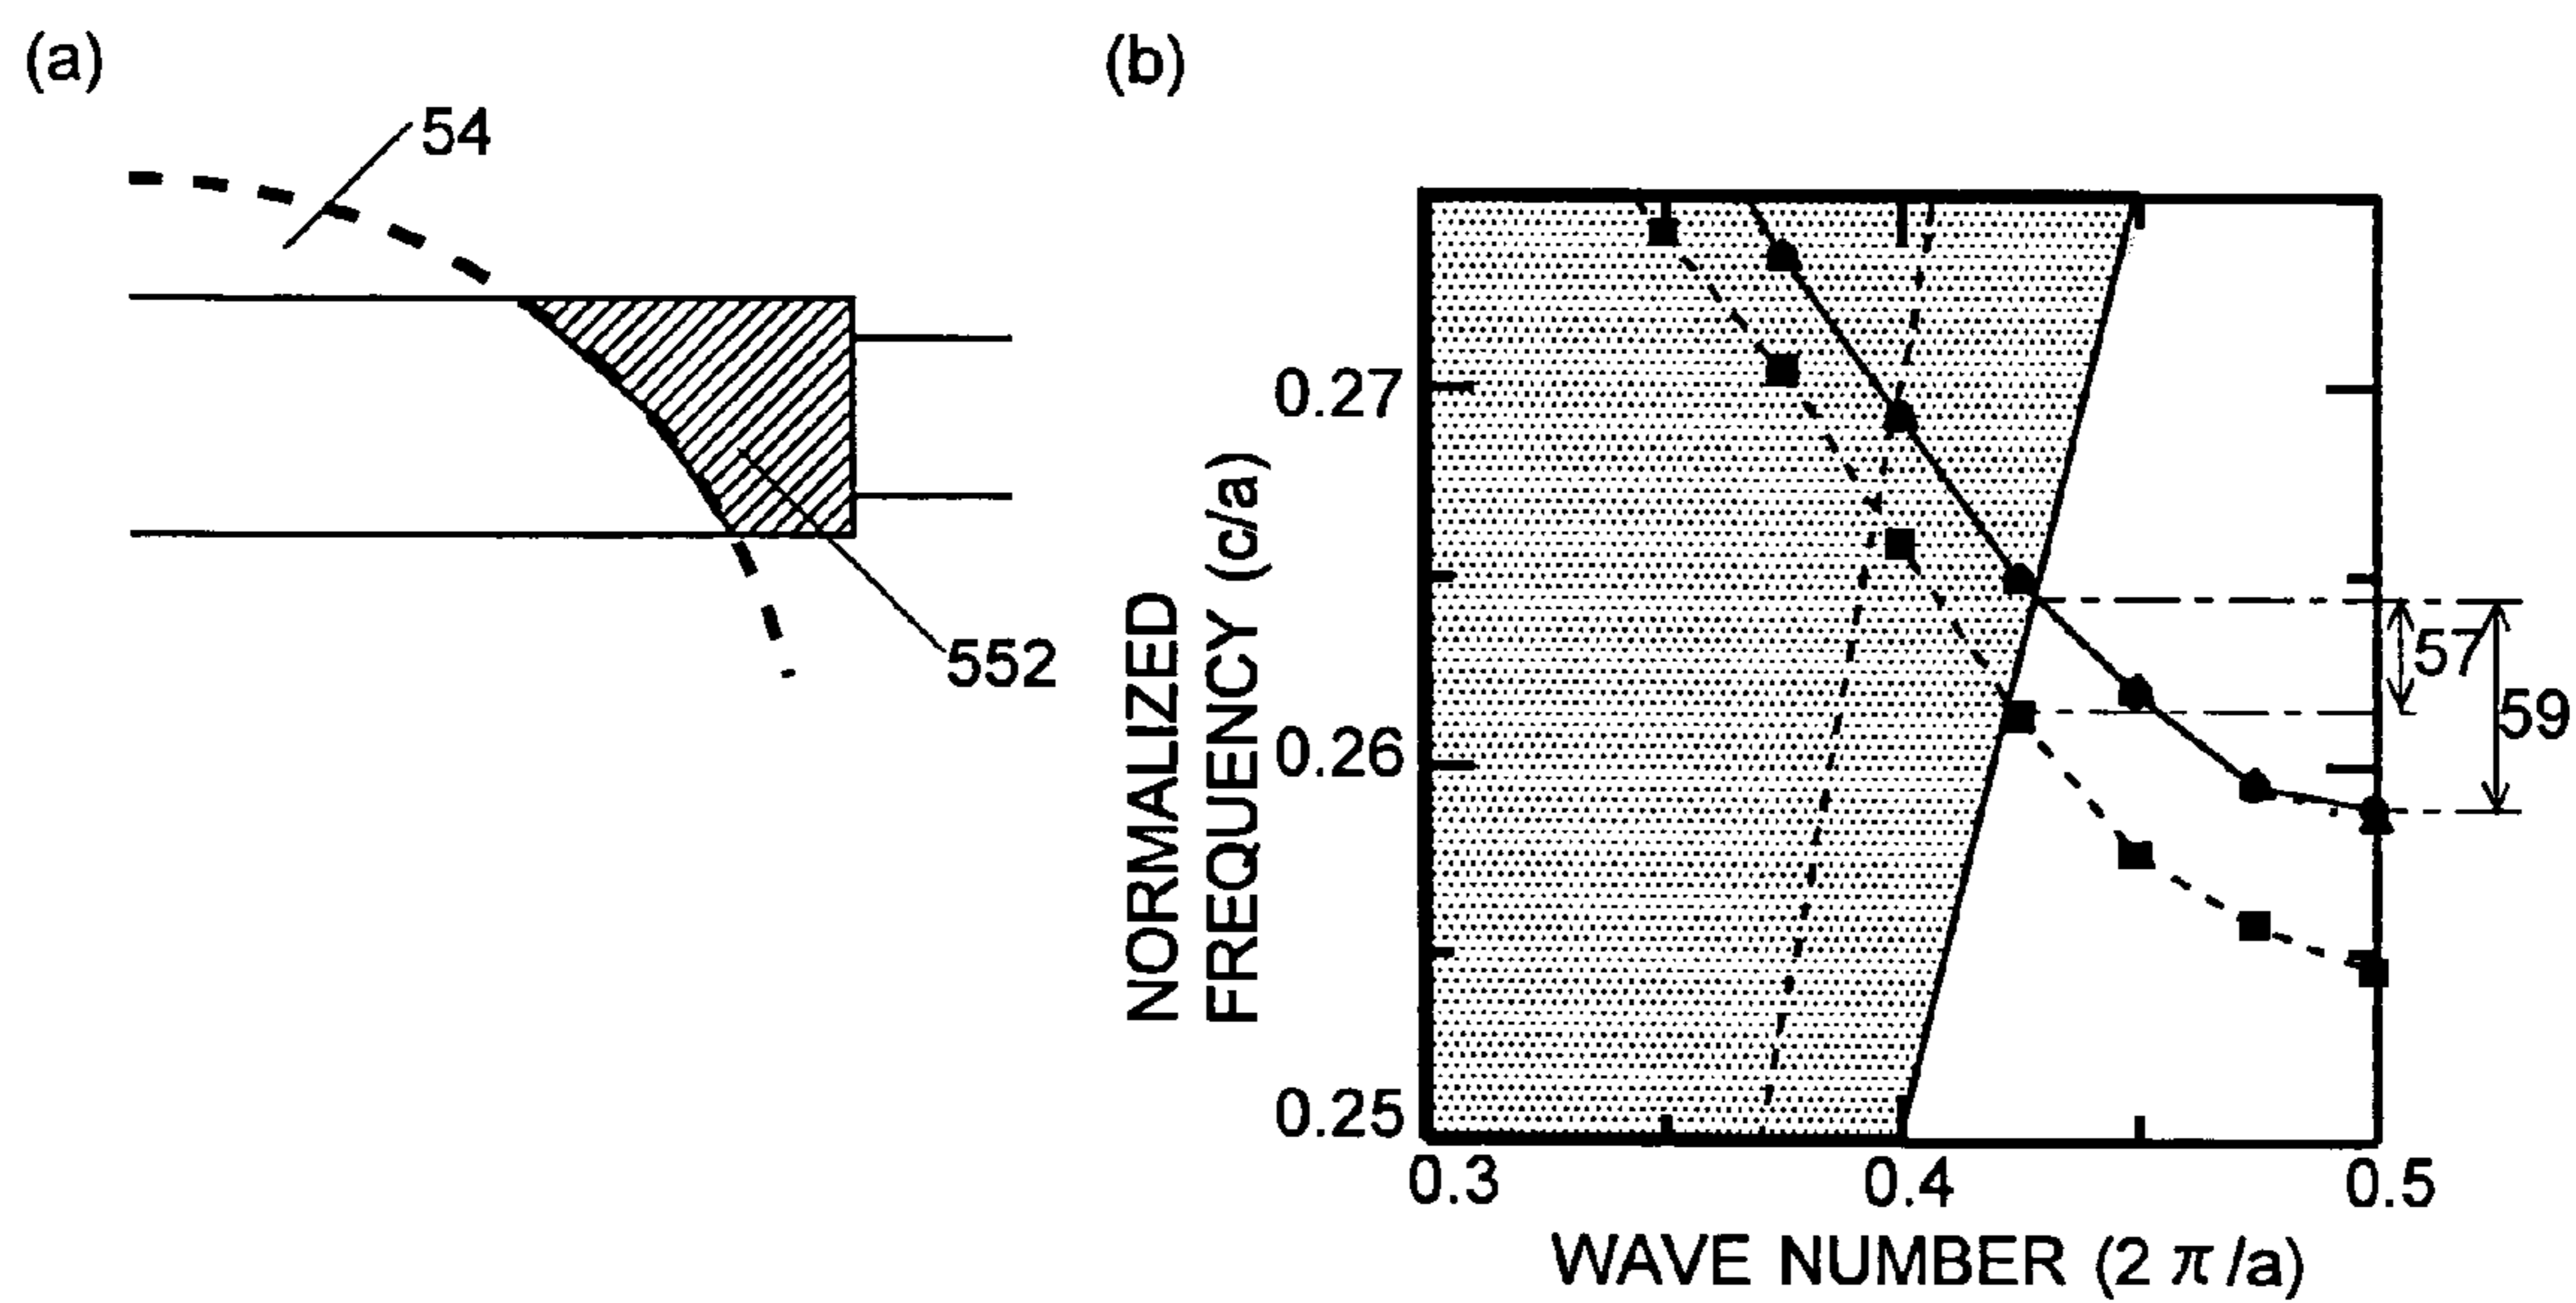 (a)
54
552
(b)
NORMALIZED
FREQUENCY (c/a)
0.27
0.26
0.25
0.3
0.4
0.5
WAVE NUMBER (2π/a)
57
59